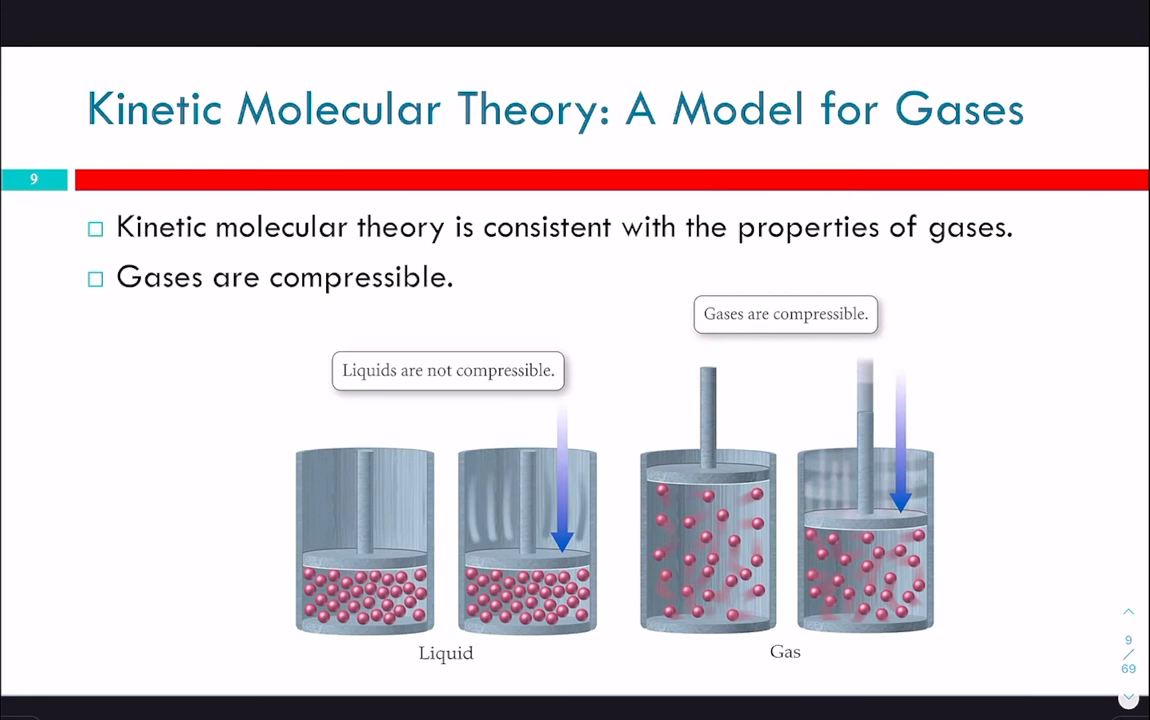 Kinetic Molecular Theory: A Model for Gases
9
Kinetic molecular theory is consistent with the properties of gases.
Gases are compressible.
Gases are compressible.
Liquids are not compressible.
Liquid
Gas
9
/
69